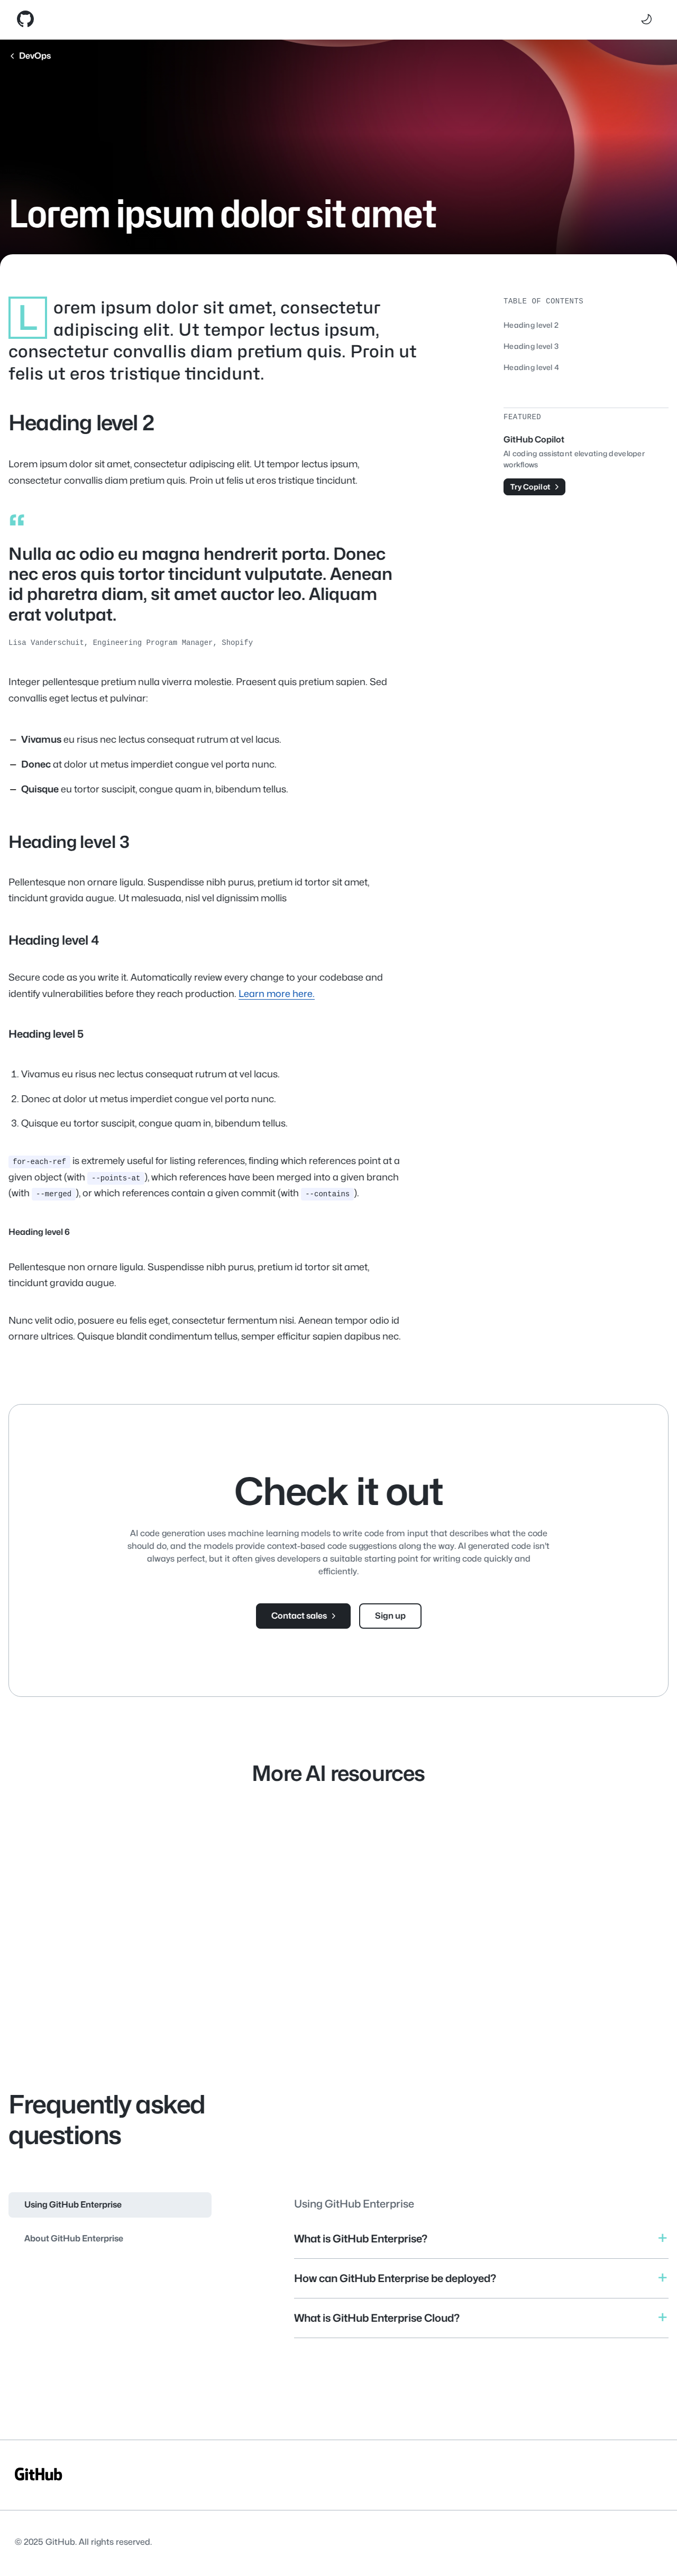 DevOps
Lorem ipsum dolor sit amet
Lorem ipsum dolor sit amet, consectetur
adipiscing elit. Ut tempor lectus ipsum,
consectetur convallis diam pretium quis. Proin ut
felis ut eros tristique tincidunt.
Heading level 2
Lorem ipsum dolor sit amet, consectetur adipiscing elit. Ut tempor lectus ipsum,
consectetur convallis diam pretium quis. Proin ut felis ut eros tristique tincidunt.
“
Nulla ac odio eu magna hendrerit porta. Donec
nec eros quis tortor tincidunt vulputate. Aenean
id pharetra diam, sit amet auctor leo. Aliquam
erat volutpat.
Lisa Vanderschuit, Engineering Program Manager, Shopify
Integer pellentesque pretium nulla viverra molestie. Praesent quis pretium sapien. Sed
convallis eget lectus et pulvinar:
— Vivamus eu risus nec lectus consequat rutrum at vel lacus.
— Donec at dolor ut metus imperdiet congue vel porta nunc.
— Quisque eu tortor suscipit, congue quam in, bibendum tellus.
Heading level 3
Pellentesque non ornare ligula. Suspendisse nibh purus, pretium id tortor sit amet,
tincidunt gravida augue. Ut malesuada, nisl vel dignissim mollis
Heading level 4
Secure code as you write it. Automatically review every change to your codebase and
identify vulnerabilities before they reach production. Learn more here.
Heading level 5
1. Vivamus eu risus nec lectus consequat rutrum at vel lacus.
2. Donec at dolor ut metus imperdiet congue vel porta nunc.
3. Quisque eu tortor suscipit, congue quam in, bibendum tellus.
for-each-ref is extremely useful for listing references, finding which references point at a
given object (with --points-at), which references have been merged into a given branch
(with --merged), or which references contain a given commit (with --contains).
Heading level 6
Pellentesque non ornare ligula. Suspendisse nibh purus, pretium id tortor sit amet,
tincidunt gravida augue.
Nunc velit odio, posuere eu felis eget, consectetur fermentum nisi. Aenean tempor odio id
ornare ultrices. Quisque blandit condimentum tellus, semper efficitur sapien dapibus nec.
TABLE OF CONTENTS
Heading level 2
Heading level 3
Heading level 4
FEATURED
GitHub Copilot
AI coding assistant elevating developer
workflows
Try Copilot
Check it out
AI code generation uses machine learning models to write code from input that describes what the code
should do, and the models provide context-based code suggestions along the way. AI generated code isn't
always perfect, but it often gives developers a suitable starting point for writing code quickly and
efficiently.
Contact sales
Sign up
More AI resources
Frequently asked
questions
Using GitHub Enterprise
About GitHub Enterprise
Using GitHub Enterprise
What is GitHub Enterprise?
How can GitHub Enterprise be deployed?
What is GitHub Enterprise Cloud?
GitHub
© 2025 GitHub. All rights reserved.